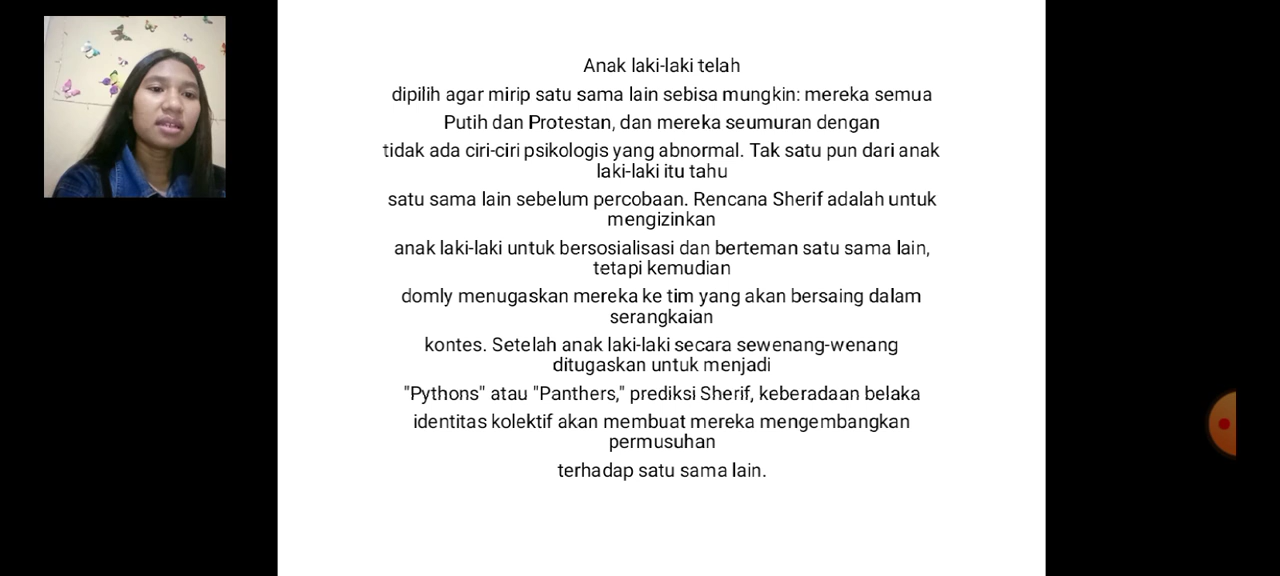 Anak laki-laki telah
dipilih agar mirip satu sama lain sebisa mungkin: mereka semua
Putih dan Protestan, dan mereka seumuran dengan
tidak ada ciri-ciri psikologis yang abnormal. Tak satu pun dari anak
laki-laki itu tahu
satu sama lain sebelum percobaan. Rencana Sherif adalah untuk
mengizinkan
anak laki-laki untuk bersosialisasi dan berteman satu sama lain,
tetapi kemudian
domly menugaskan mereka ke tim yang akan bersaing dalam
serangkaian
kontes. Setelah anak laki-laki secara sewenang-wenang
ditugaskan untuk menjadi
"Pythons" atau "Panthers," prediksi Sherif, keberadaan belaka
identitas kolektif akan membuat mereka mengembangkan
permusuhan
terhadap satu sama lain.